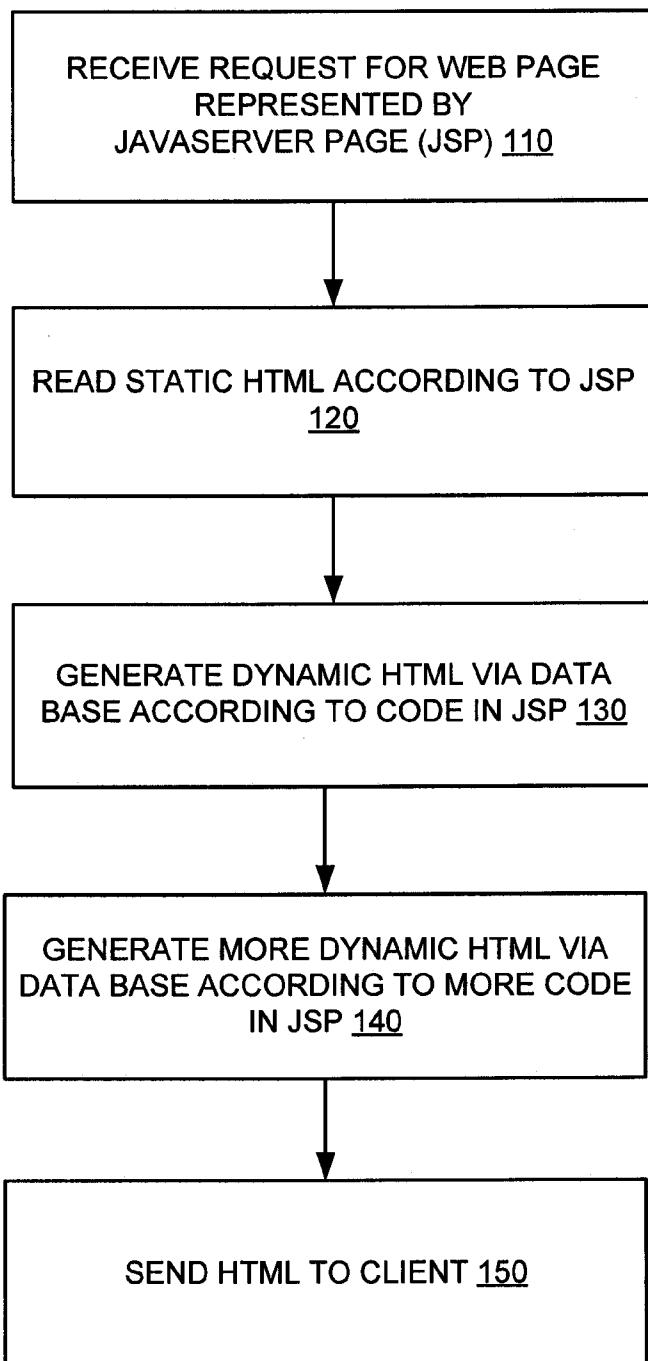 RECEIVE REQUEST FOR WEB PAGE
REPRESENTED BY
JAVASERVER PAGE (JSP) 110
READ STATIC HTML ACCORDING TO JSP
120
GENERATE DYNAMIC HTML VIA DATA
BASE ACCORDING TO CODE IN JSP 130
GENERATE MORE DYNAMIC HTML VIA
DATA BASE ACCORDING TO MORE CODE
IN JSP 140
SEND HTML TO CLIENT 150